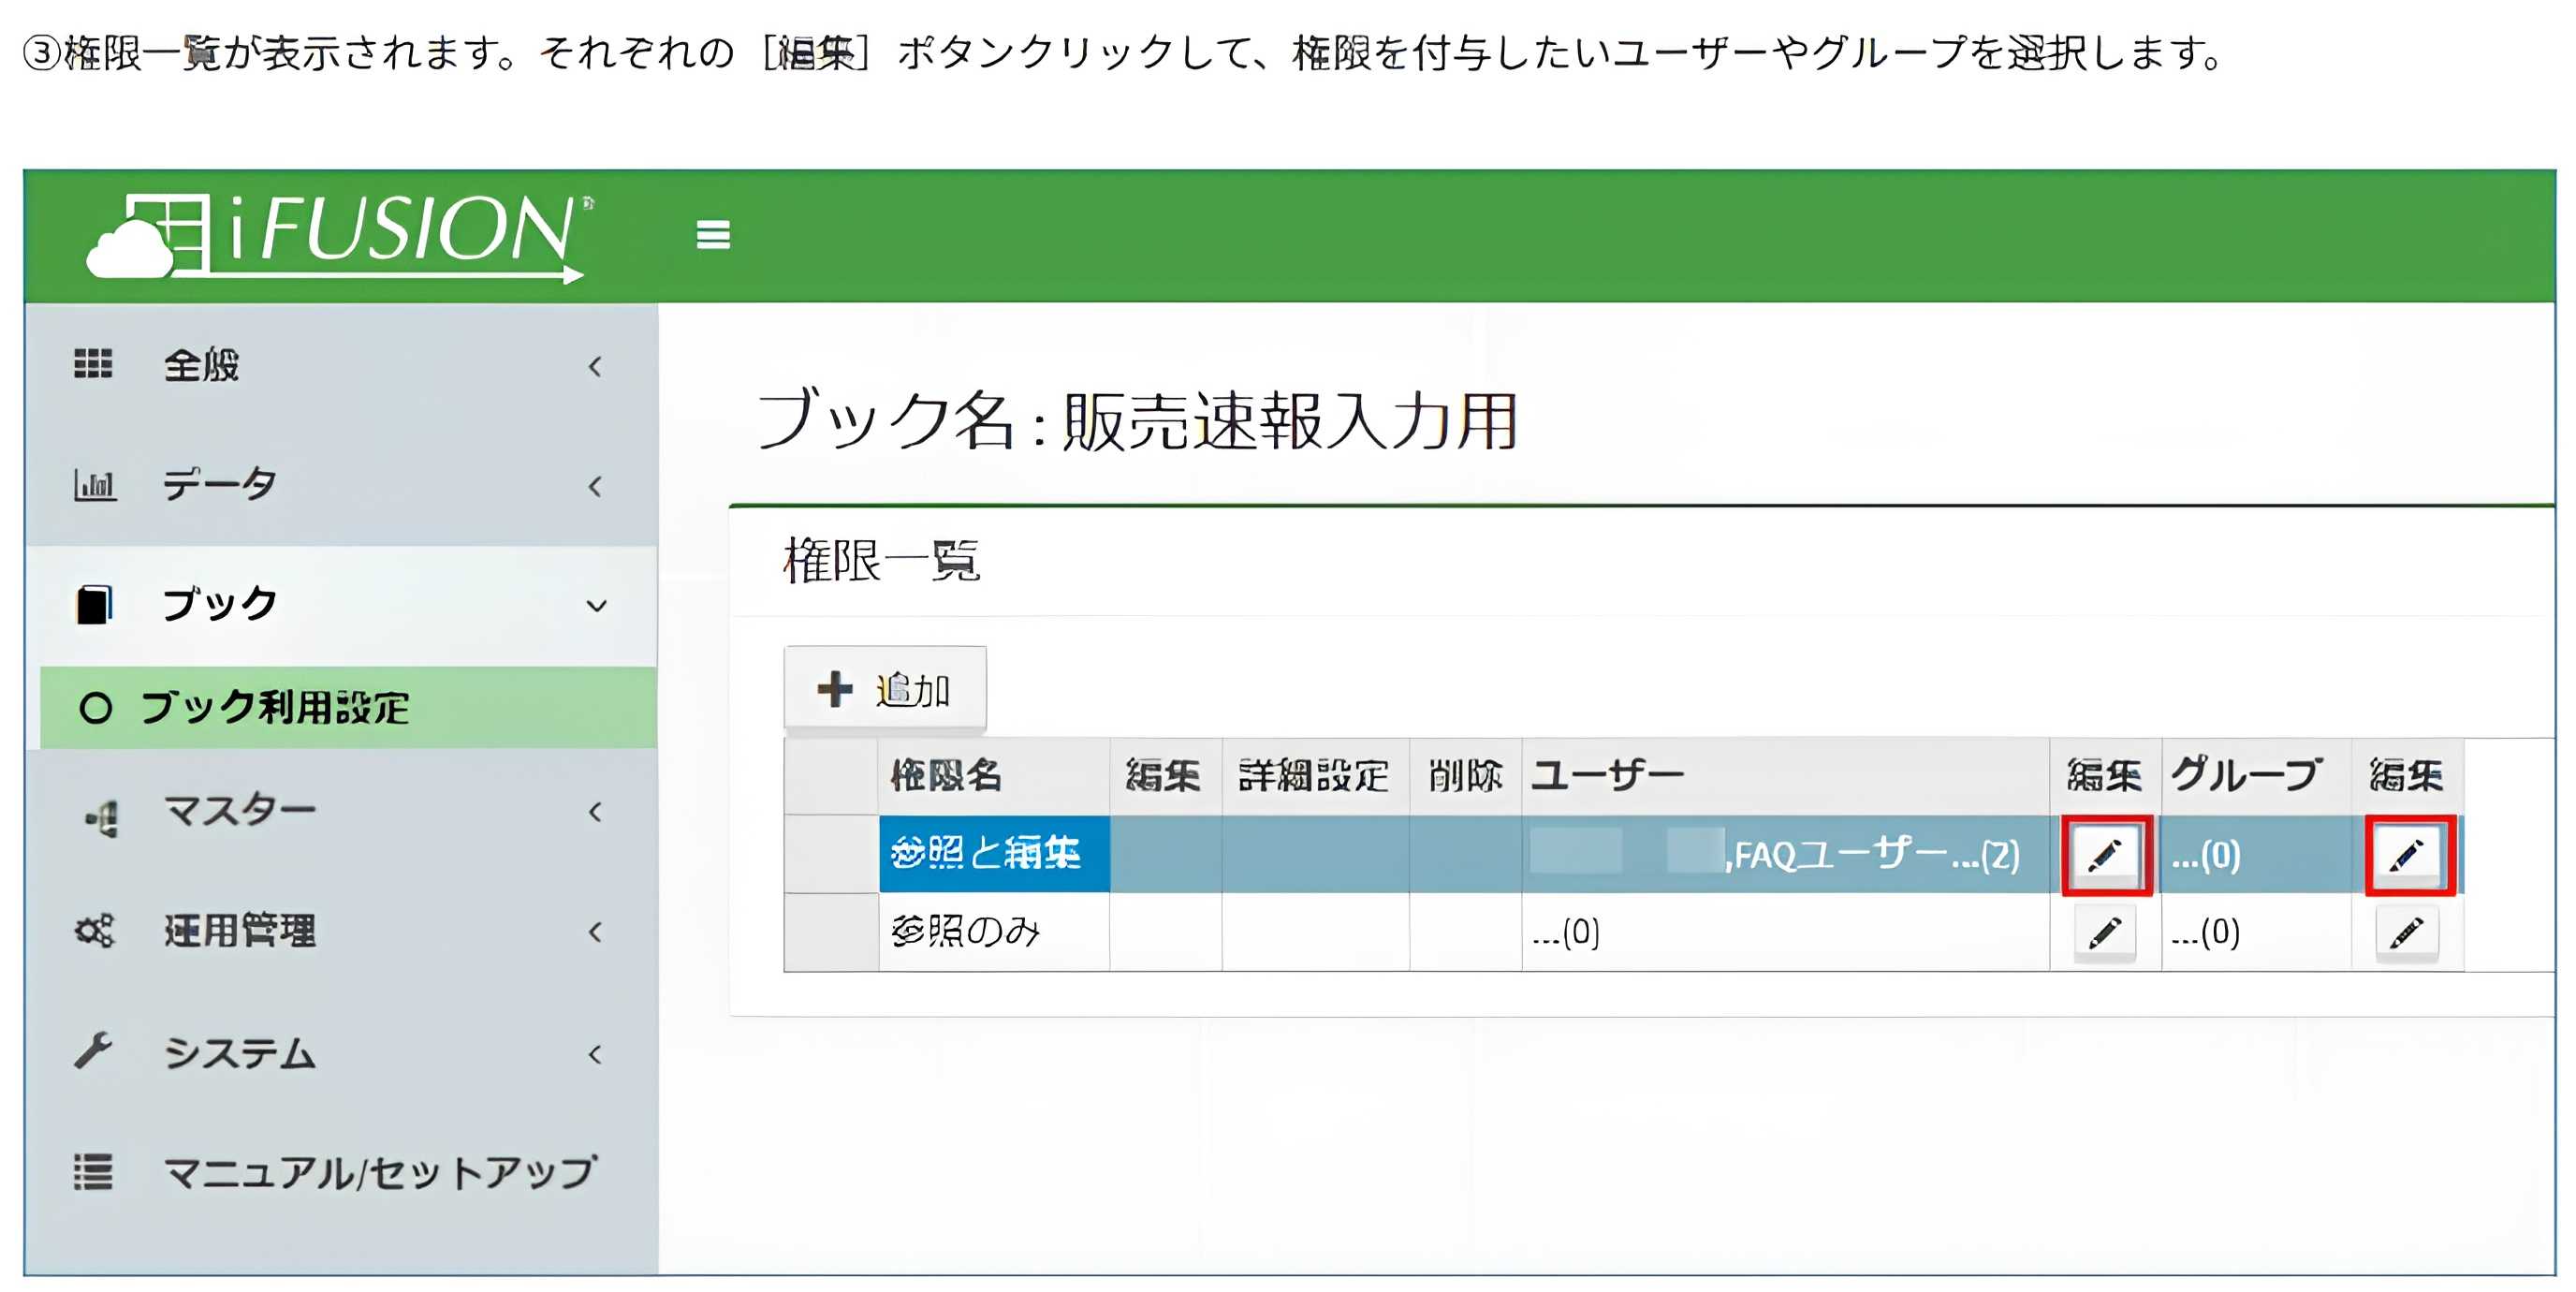 ③権限一覧が表示されます。それぞれの［編集］ボタンクリックして、権限を付与したいユーザーやグループを選択します。
iFUSION
全般
データ
ブック
ブック利用設定
マスター
運用管理
システム
マニュアル/セットアップ
ブック名:販売速報入力用
権限一覧
追加
権限名 編集 詳細設定 削除 ユーザー 編集 グループ 編集
参照と編集 ,FAQユーザー...(2) ...(0)
参照のみ ...(0) ...(0)